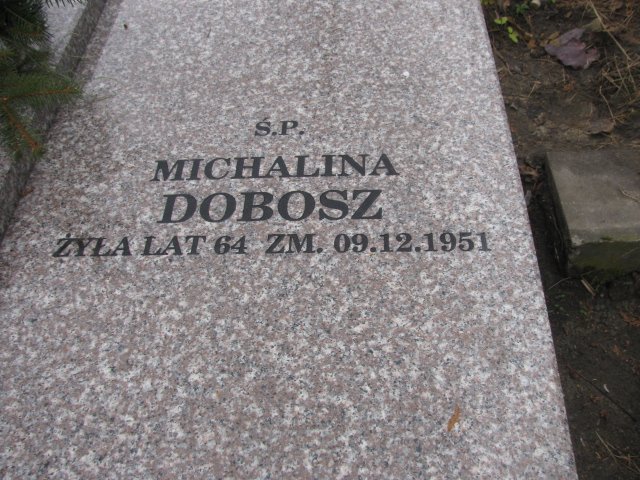 Ś.P.
MICHALINA
DOBOSZ
ŻYŁA LAT 64 ZM. 09.12.1951